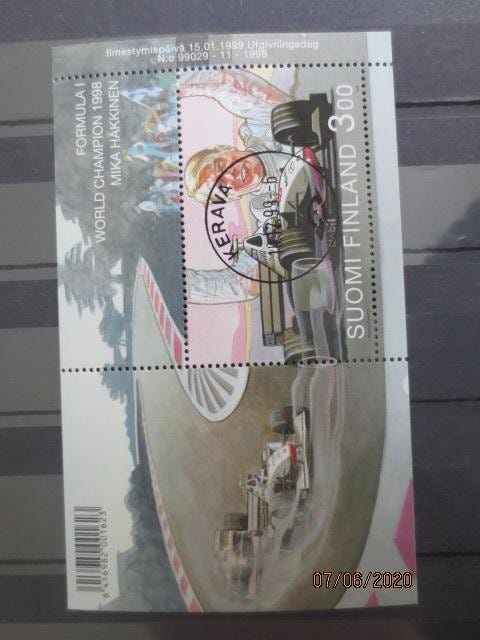 Ilmestymispäivä 15.01.1999 Utgivningsdag
N:o 99029 - 11 - 1998
FORMULA I
WORLD CHAMPION 1998
MIKA HÄKKINEN
SUOMI FINLAND 3.00
KERAVA
6 416982 001623
07/06/2020